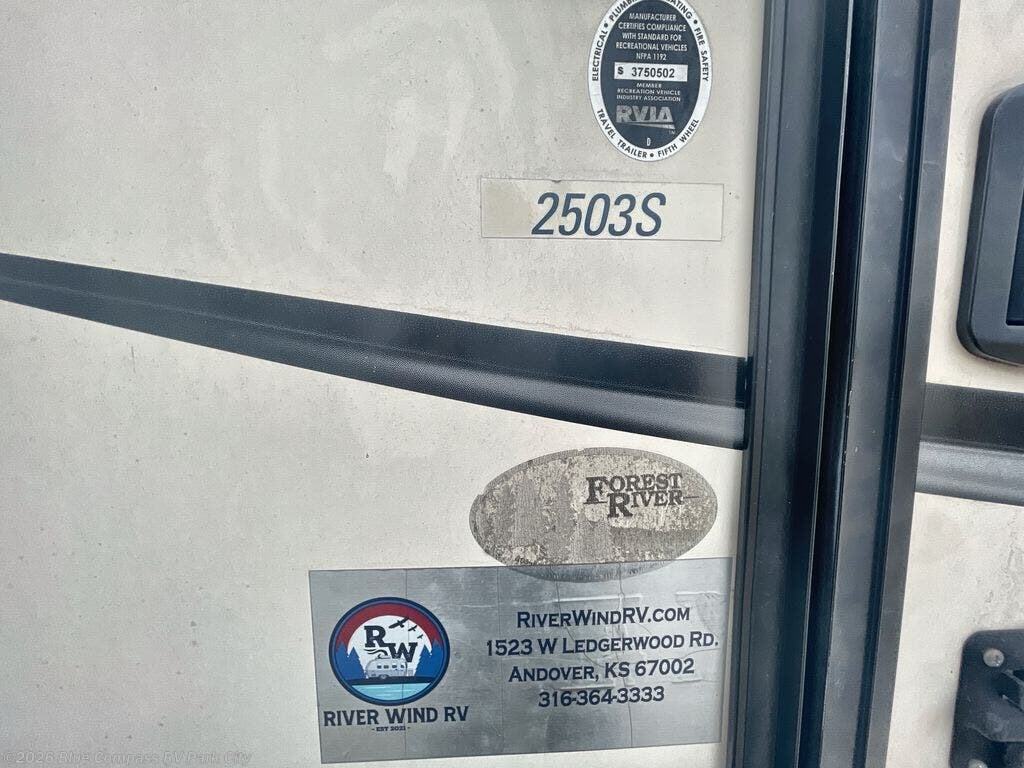 ELECTRICAL • PLUMBING • HEATING • FIRE SAFETY
MANUFACTURER
CERTIFIES COMPLIANCE
WITH STANDARD FOR
RECREATIONAL VEHICLES
NFPA 1192
S 3750502
MEMBER
RECREATION VEHICLE
INDUSTRY ASSOCIATION
RVIA
D
TRAVEL TRAILER • FIFTH WHEEL
2503S
FOREST
RIVER
RW
RIVER WIND RV
- EST 2021 -
RIVERWINDRV.COM
1523 W LEDGERWOOD RD.
ANDOVER, KS 67002
316-364-3333
©2026 Blue Compass RV Park City